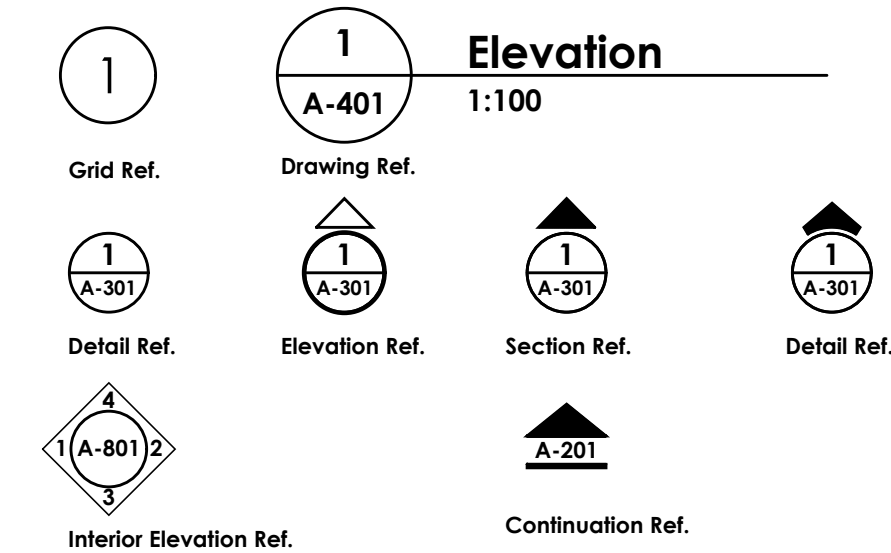 1
1
A-401
Elevation
1:100
Grid Ref.
Drawing Ref.
1
A-301
1
A-301
1
A-301
1
A-301
Detail Ref.
Elevation Ref.
Section Ref.
Detail Ref.
4
1 A-801 2
3
A-201
Interior Elevation Ref.
Continuation Ref.